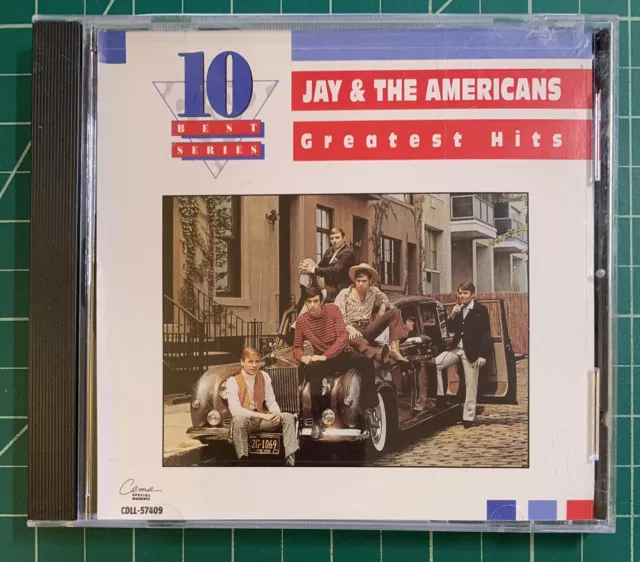 10
BEST
SERIES
JAY & THE AMERICANS
Greatest Hits
ZG-1069
Cema
SPECIAL
MARKETS
CDLL-57409